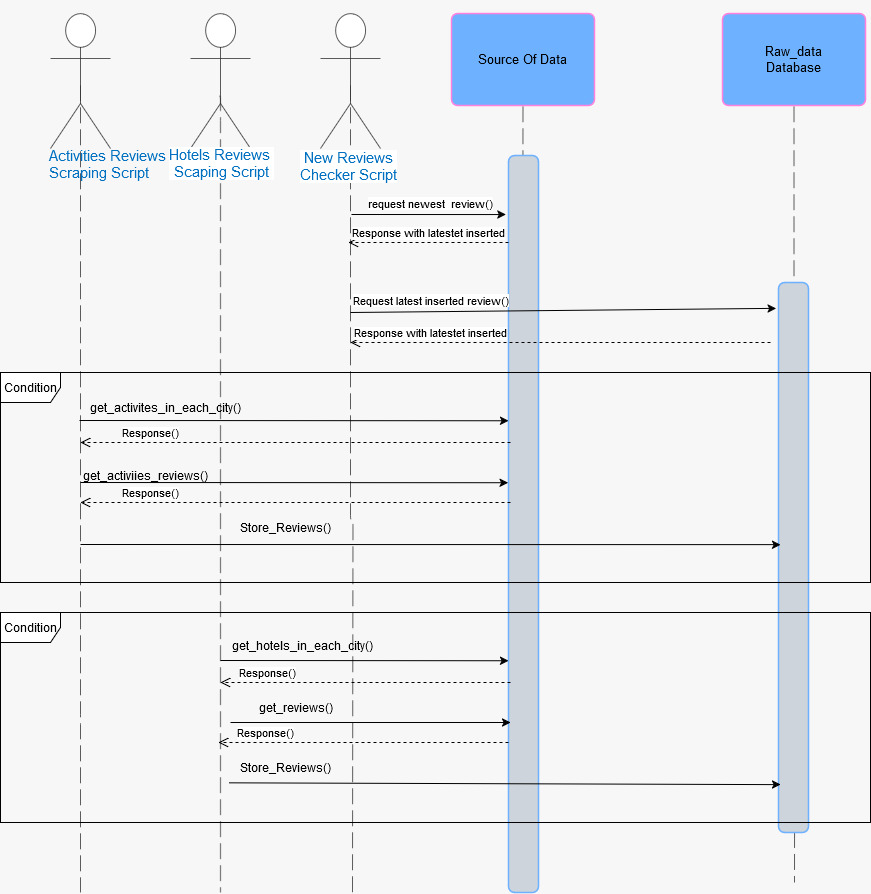 Source Of Data
Raw_data
Database
Activities Reviews
Scraping Script
Hotels Reviews
Scaping Script
New Reviews
Checker Script
request newest review()
Response with latestet inserted
Request latest inserted review()
Response with latestet inserted
Condition
get_activites_in_each_city()
Response()
get_activiies_reviews()
Response()
Store_Reviews()
Condition
get_hotels_in_each_city()
Response()
get_reviews()
Response()
Store_Reviews()